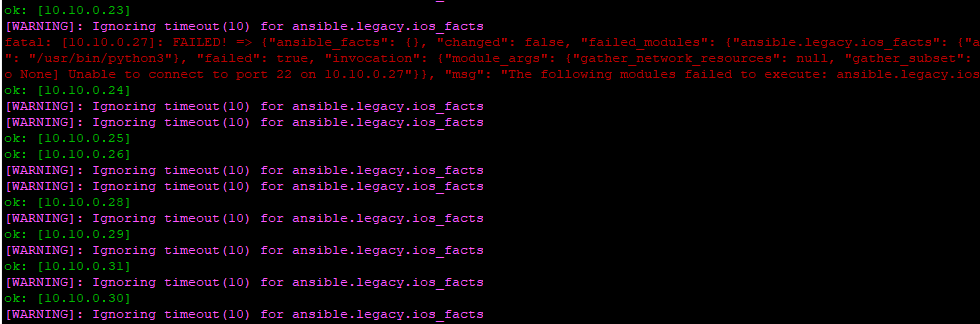 ok: [10.10.0.23]
[WARNING]: Ignoring timeout(10) for ansible.legacy.ios_facts
fatal: [10.10.0.27]: FAILED! => {"ansible_facts": {}, "changed": false, "failed_modules": {"ansible.legacy.ios_facts": {"a
": "/usr/bin/python3"}, "failed": true, "invocation": {"module_args": {"gather_network_resources": null, "gather_subset":
o None] Unable to connect to port 22 on 10.10.0.27"}}, "msg": "The following modules failed to execute: ansible.legacy.ios
ok: [10.10.0.24]
[WARNING]: Ignoring timeout(10) for ansible.legacy.ios_facts
[WARNING]: Ignoring timeout(10) for ansible.legacy.ios_facts
ok: [10.10.0.25]
ok: [10.10.0.26]
[WARNING]: Ignoring timeout(10) for ansible.legacy.ios_facts
[WARNING]: Ignoring timeout(10) for ansible.legacy.ios_facts
ok: [10.10.0.28]
[WARNING]: Ignoring timeout(10) for ansible.legacy.ios_facts
ok: [10.10.0.29]
[WARNING]: Ignoring timeout(10) for ansible.legacy.ios_facts
ok: [10.10.0.31]
[WARNING]: Ignoring timeout(10) for ansible.legacy.ios_facts
ok: [10.10.0.30]
[WARNING]: Ignoring timeout(10) for ansible.legacy.ios_facts